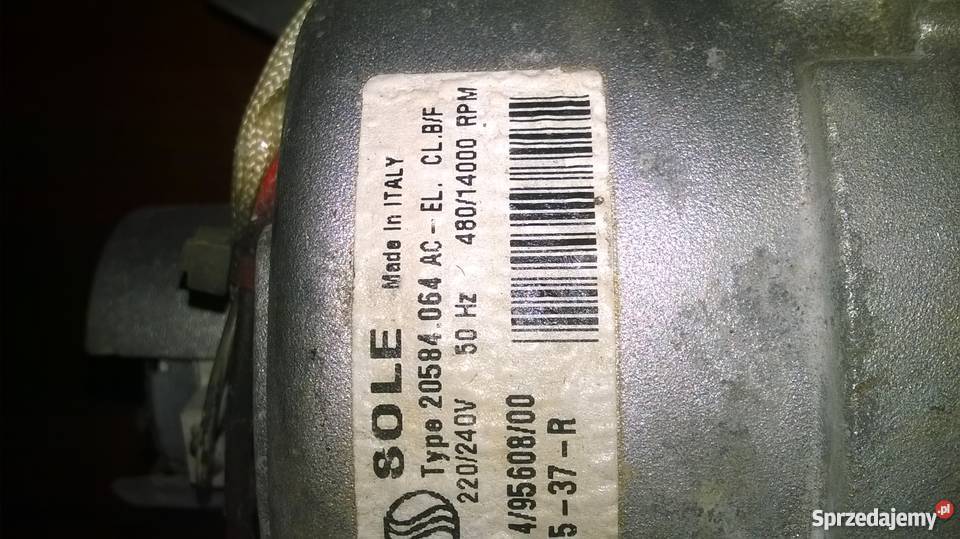 SOLE Made In ITALY
Type 20584.064 AC-EL. CL.B/F
220/240V 50 Hz 480/14000 RPM
4/95608/00
5-37-R
Sprzedajemy.pl